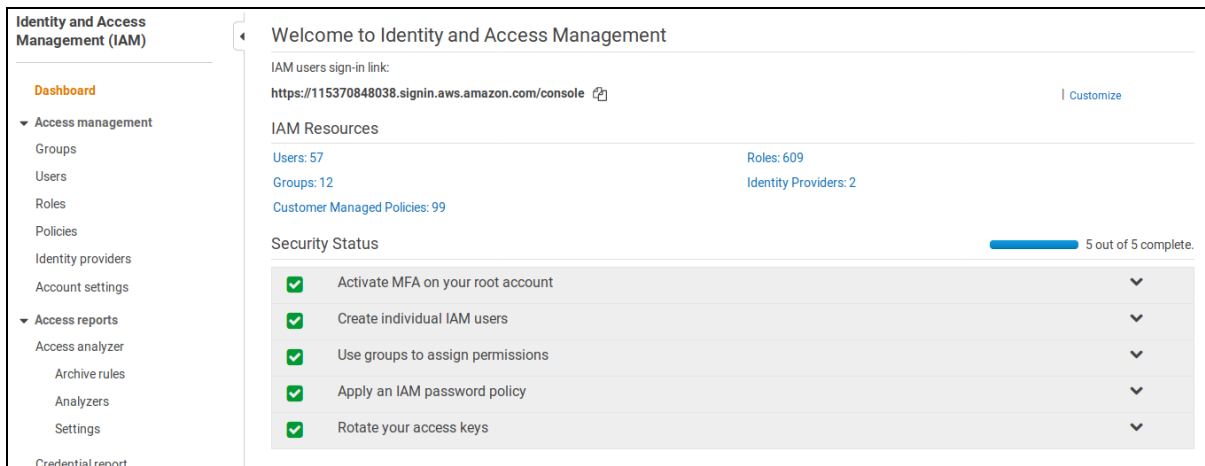 Identity and Access
Management (IAM)
Dashboard
Access management
Groups
Users
Roles
Policies
Identity providers
Account settings
Access reports
Access analyzer
Archive rules
Analyzers
Settings
Credential report
Welcome to Identity and Access Management
IAM users sign-in link:
https://115370848038.signin.aws.amazon.com/console
| Customize
IAM Resources
Users: 57
Roles: 609
Groups: 12
Identity Providers: 2
Customer Managed Policies: 99
Security Status
5 out of 5 complete.
Activate MFA on your root account
Create individual IAM users
Use groups to assign permissions
Apply an IAM password policy
Rotate your access keys